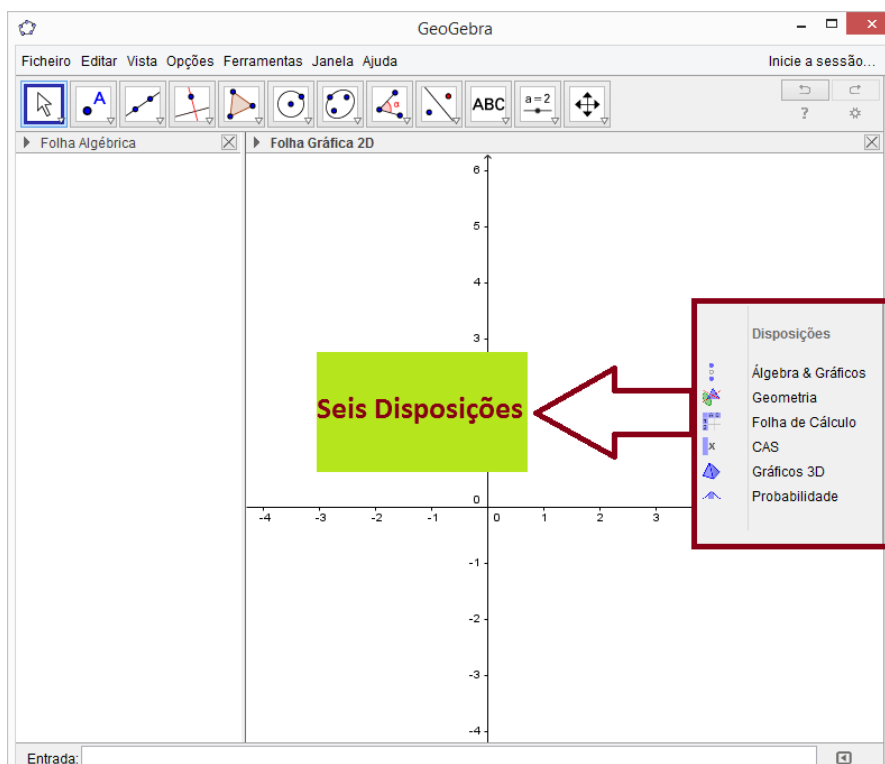 GeoGebra
Ficheiro Editar Vista Opções Ferramentas Janela Ajuda
Inicie a sessão...
A
α
ABC
a=2
?
Folha Algébrica
Folha Gráfica 2D
6
5
4
3
Disposições
Álgebra & Gráficos
Geometria
Folha de Cálculo
CAS
Gráficos 3D
Probabilidade
Seis Disposições
0
-4 -3 -2 -1 0 1 2 3
-1
-2
-3
-4
Entrada: